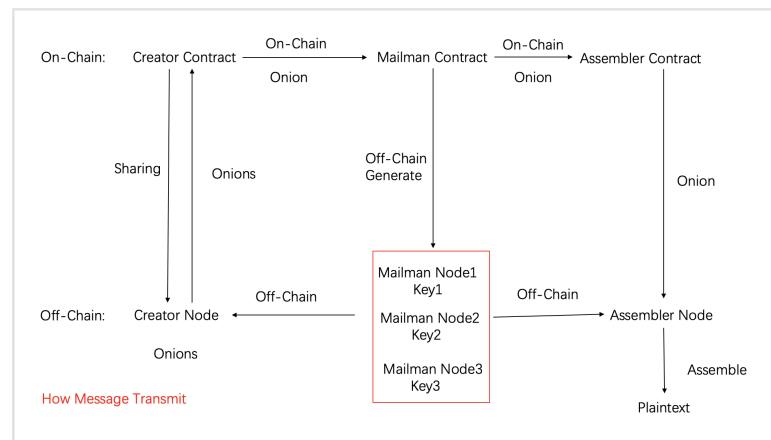 On-Chain: Creator Contract On-Chain Mailman Contract On-Chain Assembler Contract
Onion Onion
Sharing Onions Off-Chain
Generate Onion
Mailman Node1
Key1
Off-Chain Off-Chain
Off-Chain: Creator Node Mailman Node2 Assembler Node
Key2
Onions
Mailman Node3
Key3
Assemble
How Message Transmit
Plaintext